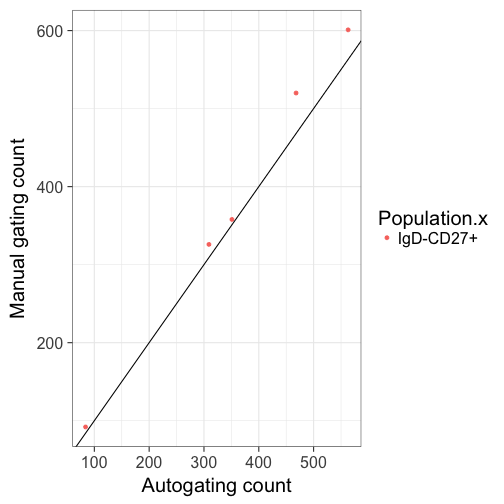 600
400
200
100 200 300 400 500
Autogating count
Manual gating count
Population.x
IgD-CD27+